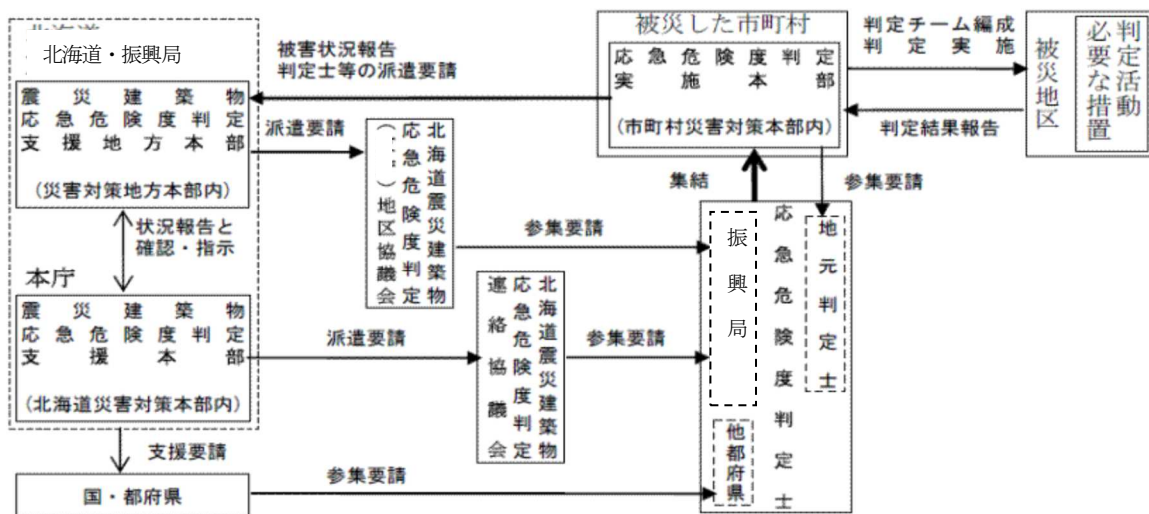 北海道
北海道・振興局
震災建築物
応急危険度判定
支援地方本部
(災害対策地方本部内)
状況報告と
確認・指示
本庁
震災建築物
応急危険度判定
支援本部
(北海道災害対策本部内)
支援要請
国・都府県
被害状況報告
判定士等の派遣要請
派遣要請
北海道震災建築物
応急危険度判定
( )地区協議会
参集要請
派遣要請
北海道震災建築物
応急危険度判定
連絡協議会
参集要請
参集要請
被災した市町村
応急危険度判定
実施本部
(市町村災害対策本部内)
集結
参集要請
応急危険度判定士
地元判定士
振興局
他都府県
判定チーム編成
判定実施
判定結果報告
判定活動
必要な措置
被災地区